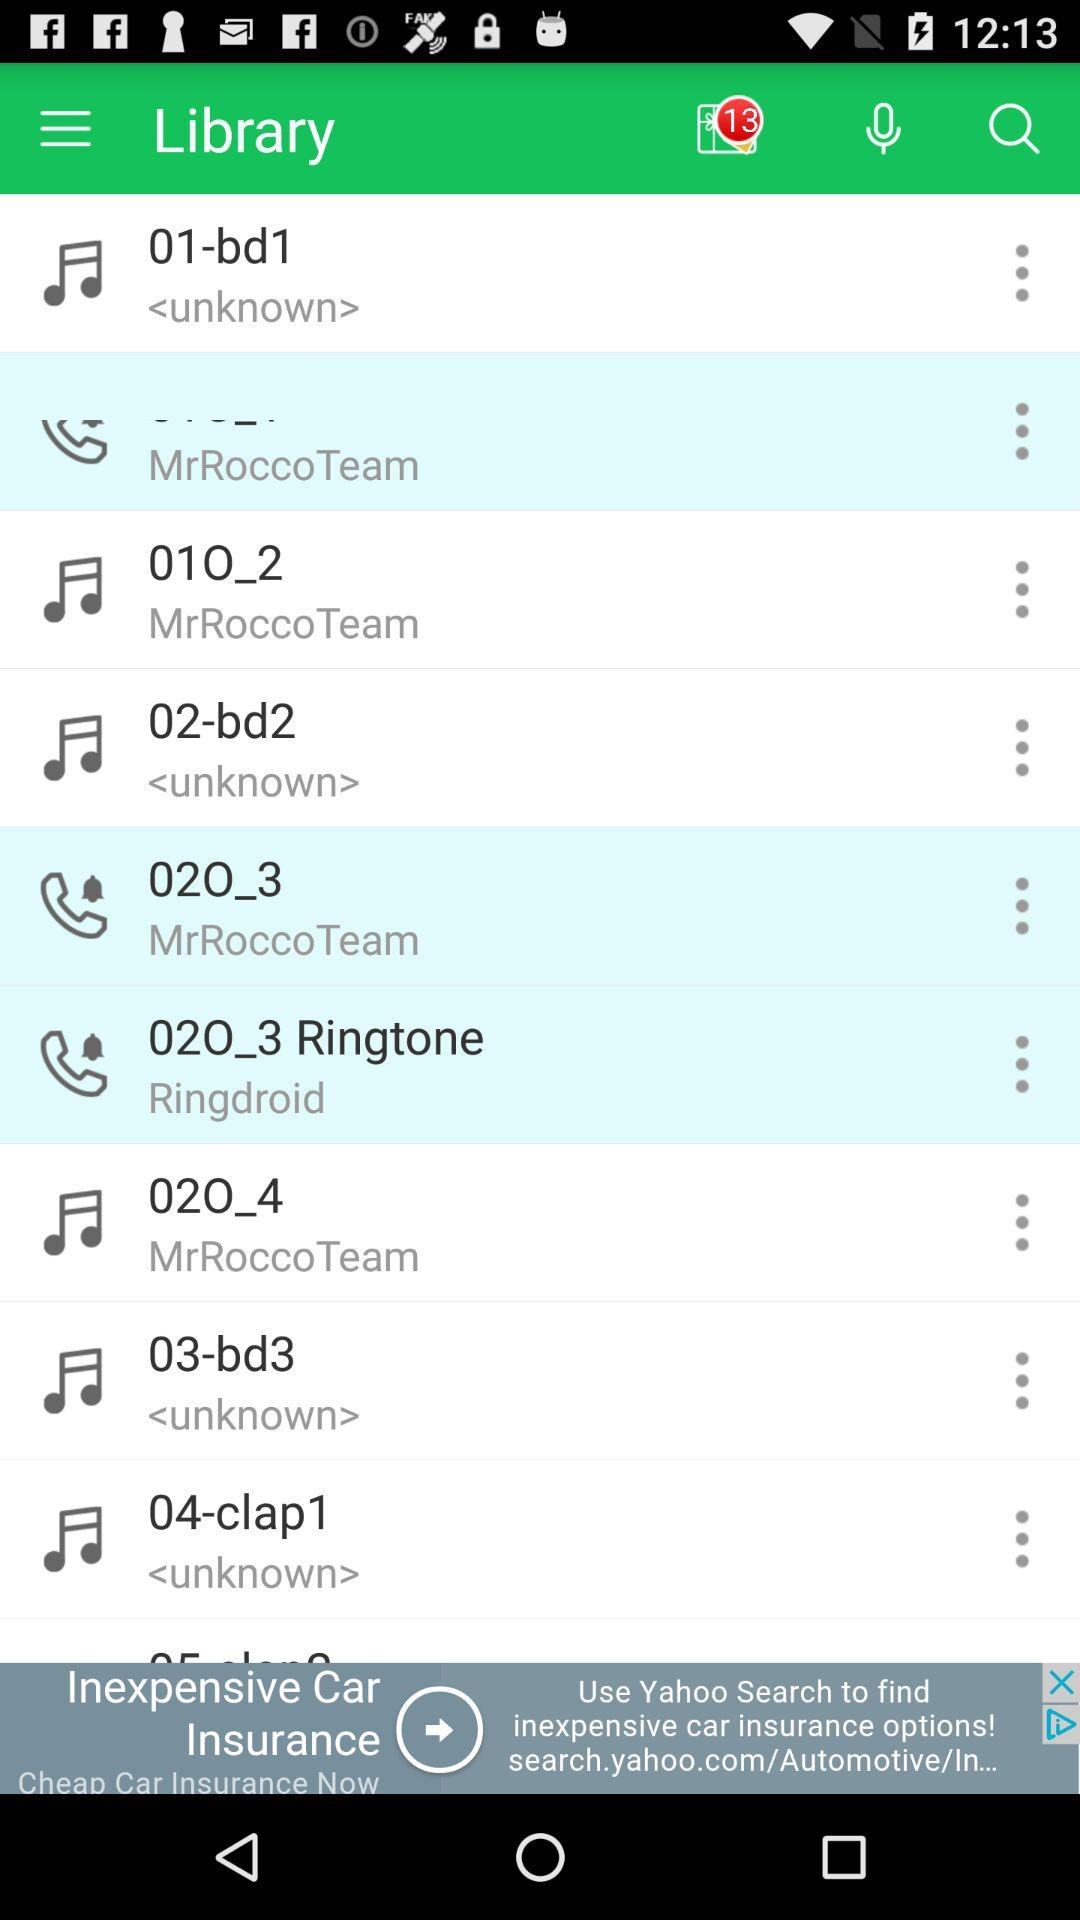 FAKE
12:13
Library
13
01-bd1
<unknown>
MrRoccoTeam
01O_2
MrRoccoTeam
02-bd2
<unknown>
02O_3
MrRoccoTeam
02O_3 Ringtone
Ringdroid
02O_4
MrRoccoTeam
03-bd3
<unknown>
04-clap1
<unknown>
Inexpensive Car
Insurance
Cheap Car Insurance Now
Use Yahoo Search to find
inexpensive car insurance options!
search.yahoo.com/Automotive/In...